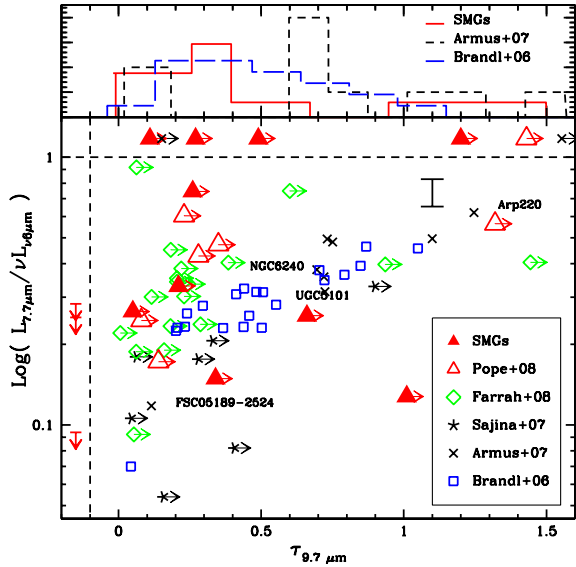 SMGs
Armus+07
Brandl+06
1
0.1
Log( L7.7μm/νLν6μm)
Arp220
NGC6240
UGC5101
FSC05189-2524
SMGs
Pope+08
Farrah+08
Sajina+07
Armus+07
Brandl+06
0 0.5 1 1.5
τ9.7 μm